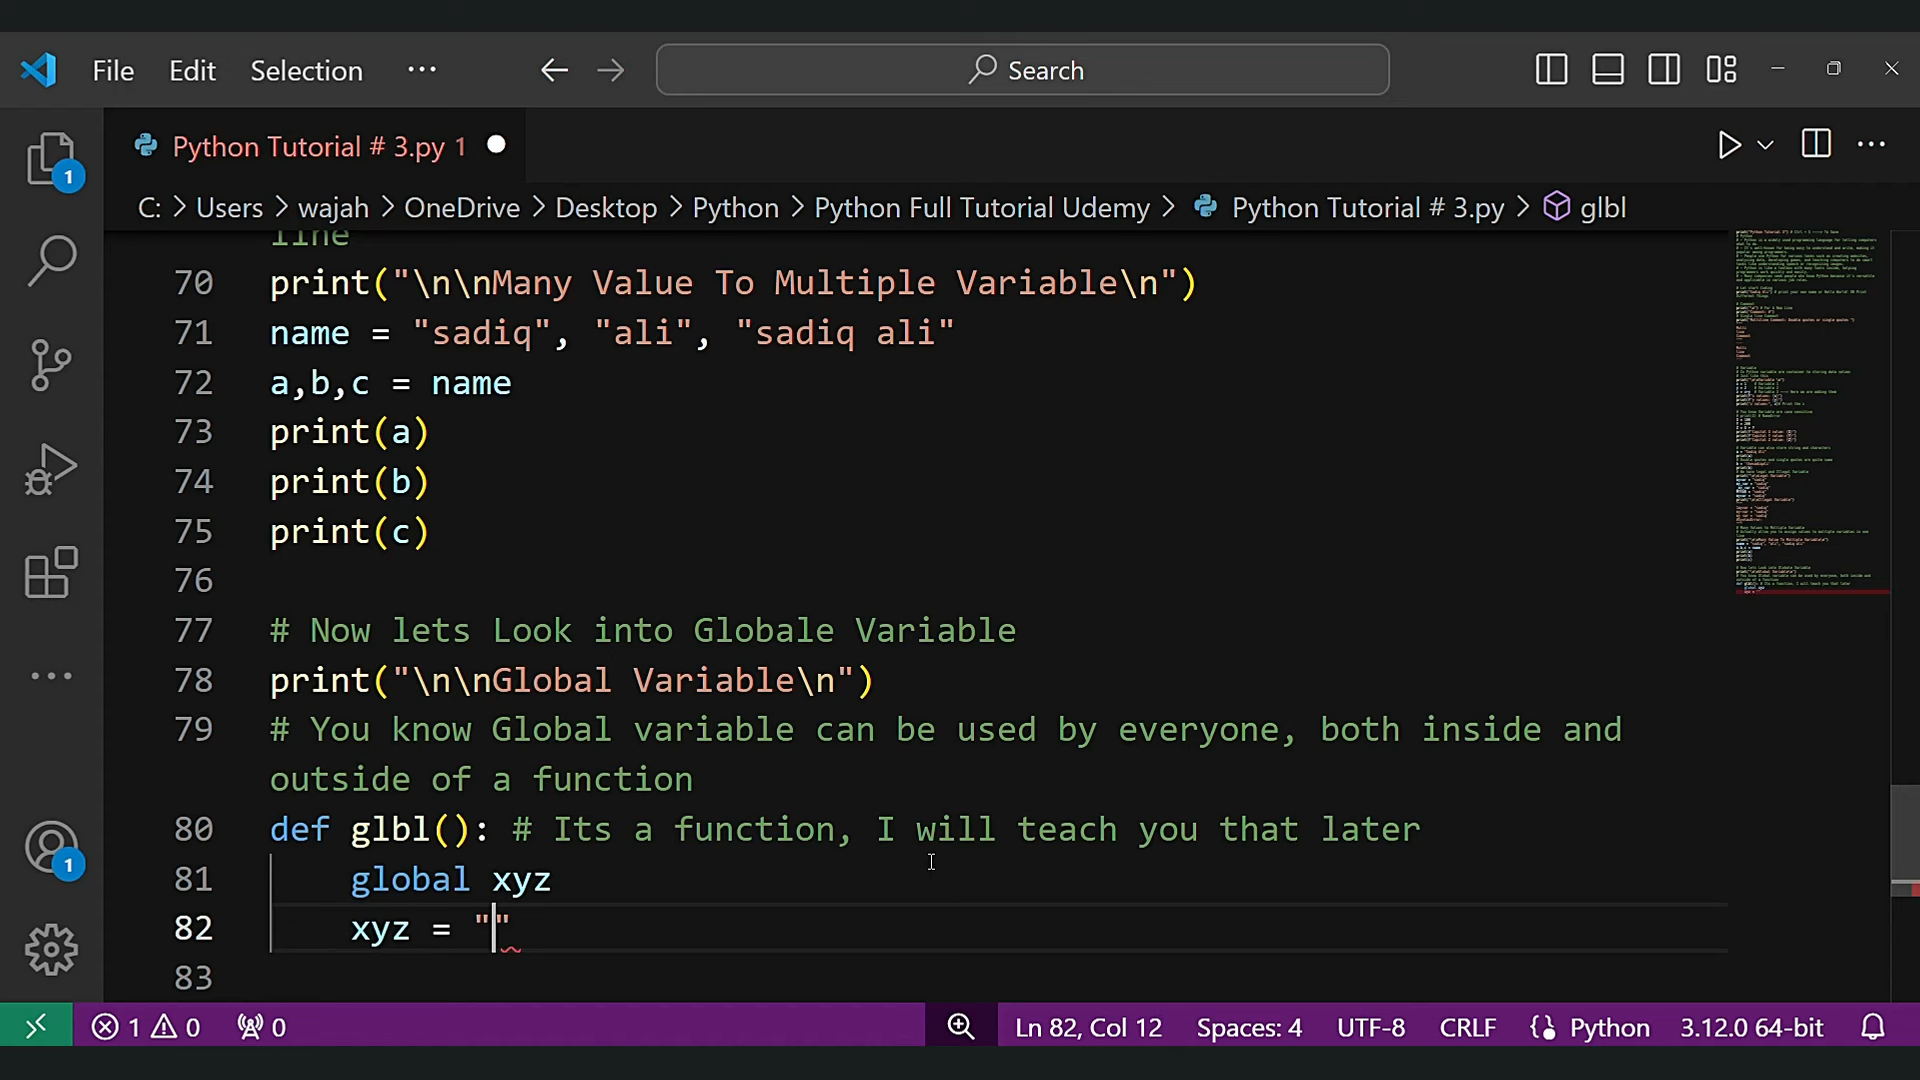 File Edit Selection ··· Search
Python Tutorial # 3.py 1
C: > Users > wajah > OneDrive > Desktop > Python > Python Full Tutorial Udemy > Python Tutorial # 3.py > glbl
line
70 print("\n\nMany Value To Multiple Variable\n")
71 name = "sadiq", "ali", "sadiq ali"
72 a,b,c = name
73 print(a)
74 print(b)
75 print(c)
76
77 # Now lets Look into Globale Variable
78 print("\n\nGlobal Variable\n")
79 # You know Global variable can be used by everyone, both inside and
outside of a function
80 def glbl(): # Its a function, I will teach you that later
81 global xyz
82 xyz = ""
83
1
1
1 0 0 Ln 82, Col 12 Spaces: 4 UTF-8 CRLF Python 3.12.0 64-bit